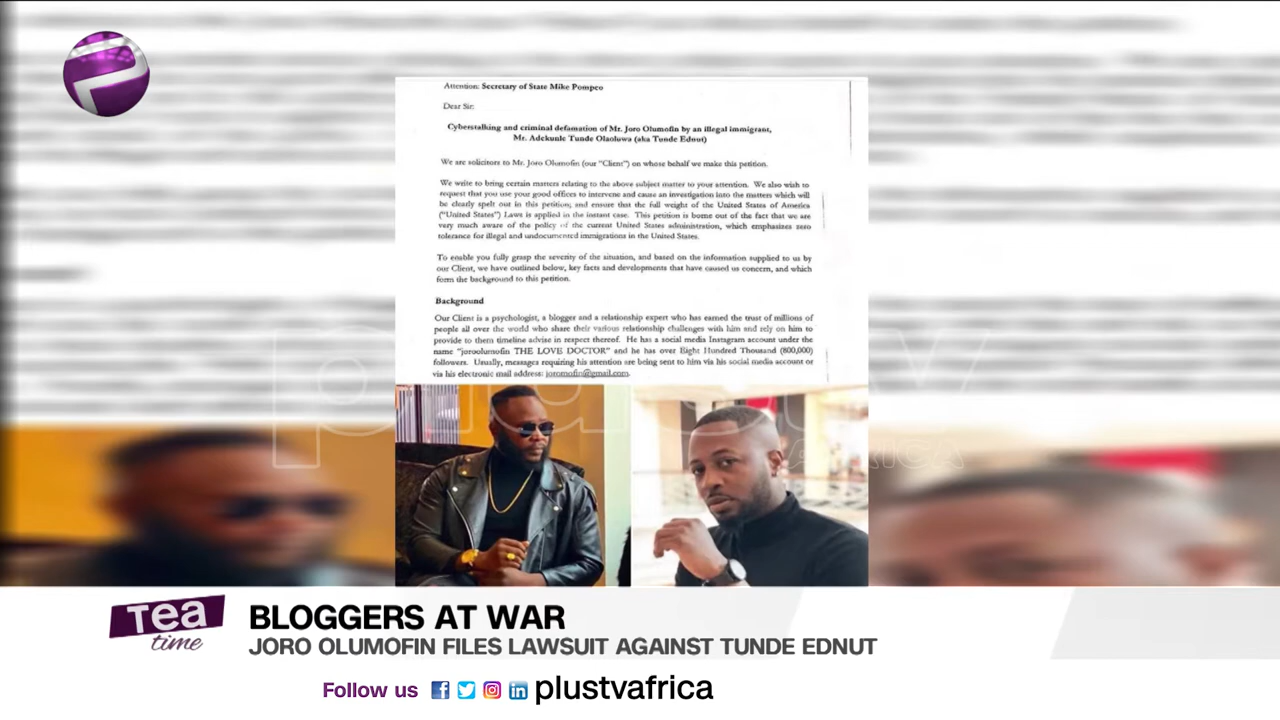 Attention: Secretary of State Mike Pompeo
Dear Sir:
Cyberstalking and criminal defamation of Mr. Joro Olumofin by an illegal immigrant,
Mr. Adekunle Tunde Olaoluwa (aka Tunde Ednut)
We are solicitors to Mr. Joro Olumofin (our "Client") on whose behalf we make this petition.
We write to bring certain matters relating to the above subject matter to your attention. We also wish to
request that you use your good offices to intervene and cause an investigation into the matters which will
be clearly spelt out in this petition; and ensure that the full weight of the United States of America
("United States") Laws is applied in the instant case. This petition is borne out of the fact that we are
very much aware of the policy of the current United States administration, which emphasizes zero
tolerance for illegal and undocumented immigrations in the United States.
To enable you fully grasp the severity of the situation, and based on the information supplied to us by
our Client, we have outlined below, key facts and developments that have caused us concern, and which
form the background to this petition.
Background
Our Client is a psychologist, a blogger and a relationship expert who has earned the trust of millions of
people all over the world who share their various relationship challenges with him and rely on him to
provide to them timeline advise in respect thereof. He has a social media Instagram account under the
name "joroolumofin THE LOVE DOCTOR" and he has over Eight Hundred Thousand (800,000)
followers. Usually, messages requiring his attention are being sent to him via his social media account or
via his electronic mail address: joromofin@gmail.com.
plustv
AFRICA
Tea
time
BLOGGERS AT WAR
JORO OLUMOFIN FILES LAWSUIT AGAINST TUNDE EDNUT
Follow us plustvafrica